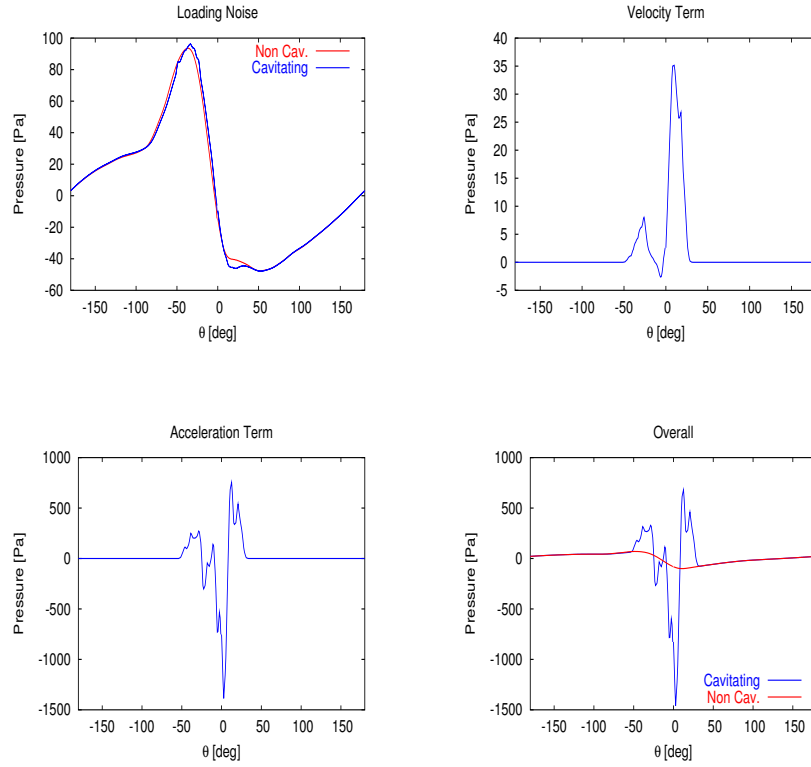 Loading Noise
Pressure [Pa]
100
80
60
40
20
0
-20
-40
-60
Non Cav.
Cavitating
-150 -100 -50 0 50 100 150
θ [deg]
Velocity Term
Pressure [Pa]
40
35
30
25
20
15
10
5
0
-5
-150 -100 -50 0 50 100 150
θ [deg]
Acceleration Term
Pressure [Pa]
1000
500
0
-500
-1000
-1500
-150 -100 -50 0 50 100 150
θ [deg]
Overall
Pressure [Pa]
1000
500
0
-500
-1000
-1500
Cavitating
Non Cav.
-150 -100 -50 0 50 100 150
θ [deg]